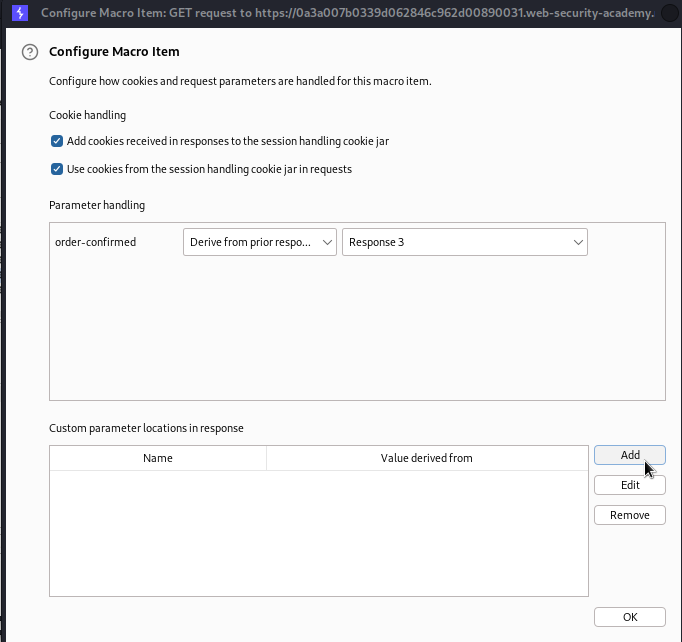 Configure Macro Item: GET request to https://0a3a007b0339d062846c962d00890031.web-security-academy.
? Configure Macro Item
Configure how cookies and request parameters are handled for this macro item.
Cookie handling
Add cookies received in responses to the session handling cookie jar
Use cookies from the session handling cookie jar in requests
Parameter handling
order-confirmed Derive from prior respo... Response 3
Custom parameter locations in response
Name Value derived from
Add
Edit
Remove
OK